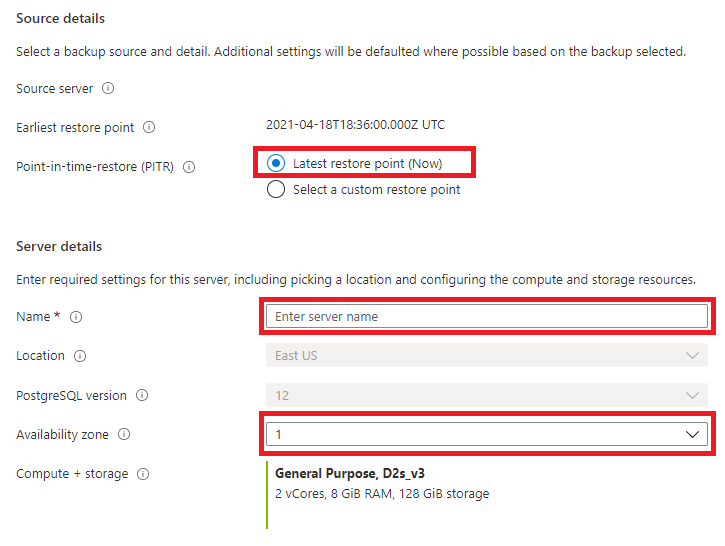 Source details
Select a backup source and detail. Additional settings will be defaulted where possible based on the backup selected.
Source server
Earliest restore point 2021-04-18T18:36:00.000Z UTC
Point-in-time-restore (PITR) Latest restore point (Now)
Select a custom restore point
Server details
Enter required settings for this server, including picking a location and configuring the compute and storage resources.
Name * Enter server name
Location East US
PostgreSQL version 12
Availability zone 1
Compute + storage General Purpose, D2s_v3
2 vCores, 8 GiB RAM, 128 GiB storage